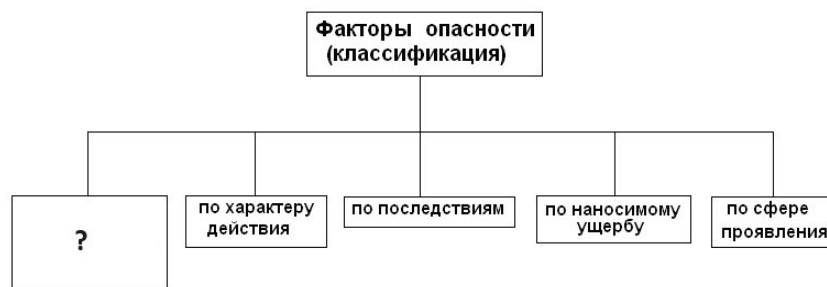 Факторы опасности
(классификация)
?
по характеру
действия
по последствиям
по наносимому
ущербу
по сфере
проявления